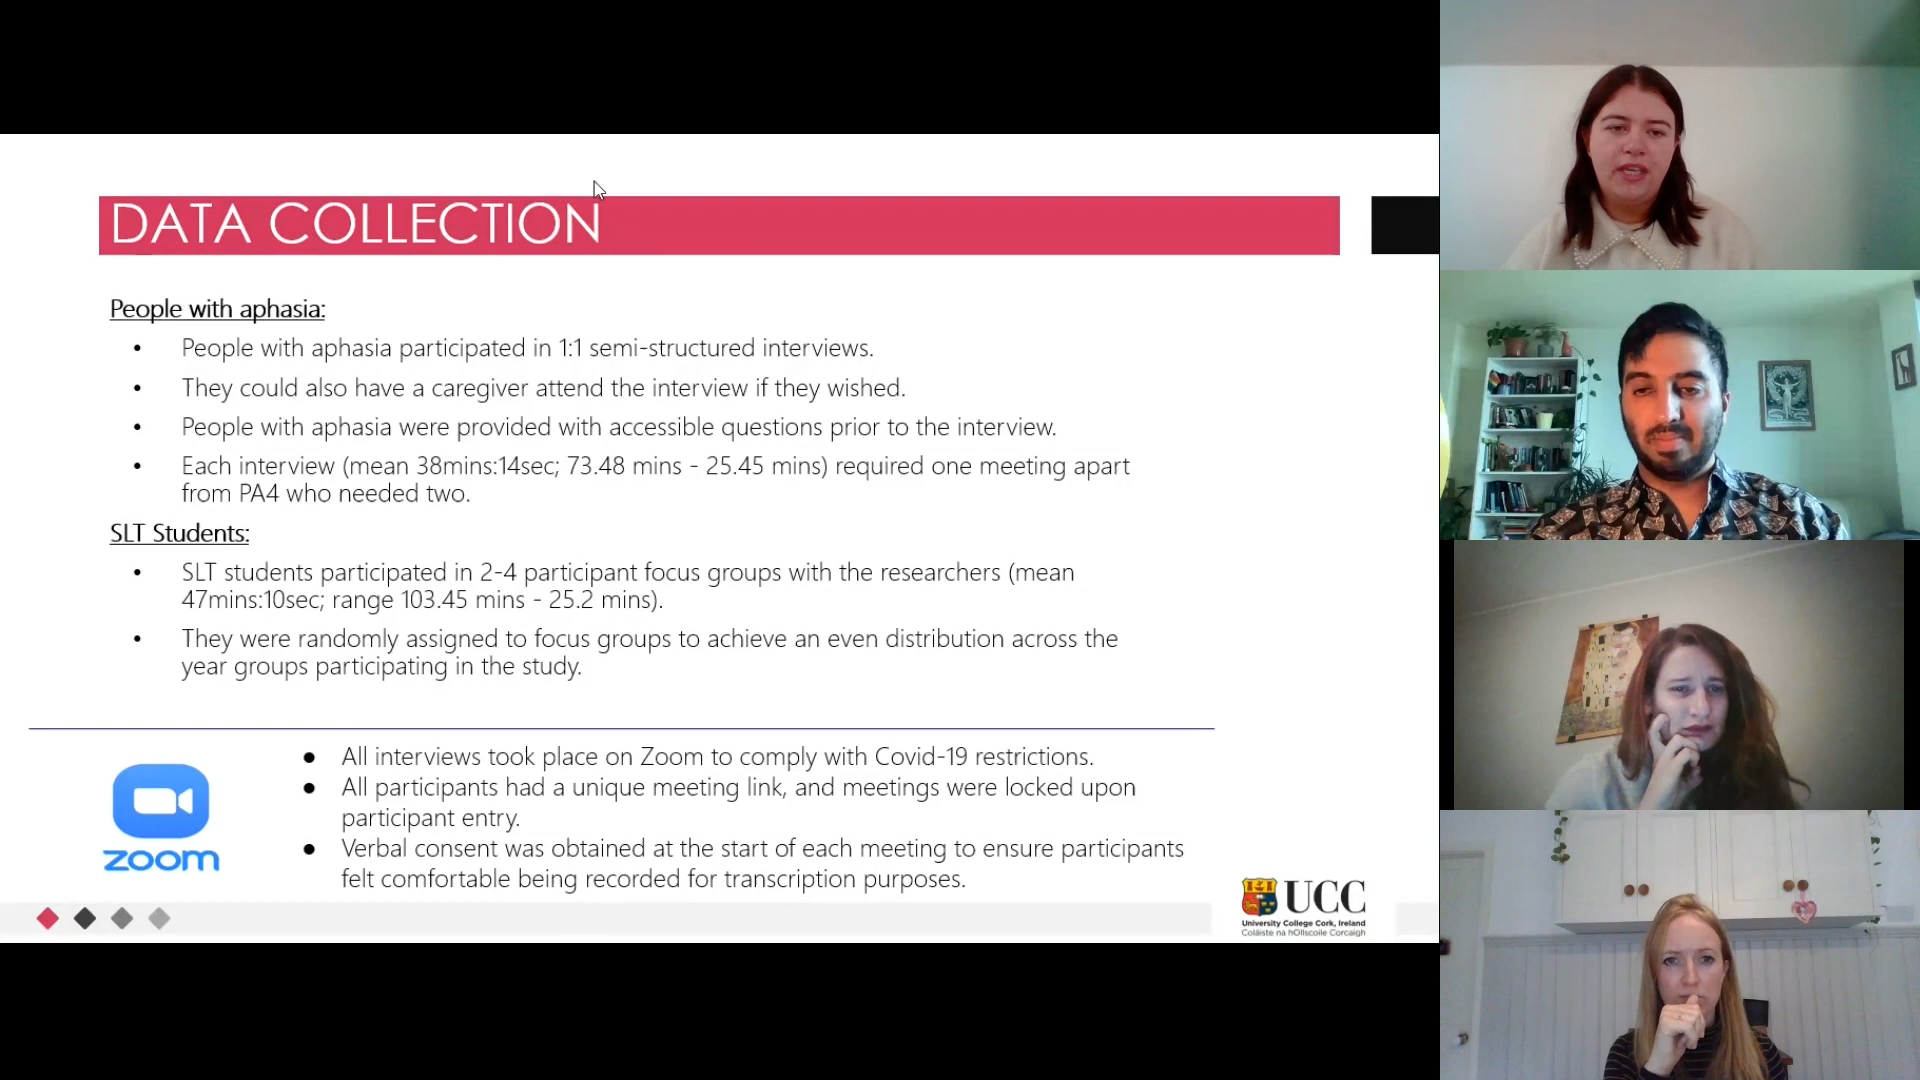 DATA COLLECTION
People with aphasia:
• People with aphasia participated in 1:1 semi-structured interviews.
• They could also have a caregiver attend the interview if they wished.
• People with aphasia were provided with accessible questions prior to the interview.
• Each interview (mean 38mins:14sec; 73.48 mins - 25.45 mins) required one meeting apart
from PA4 who needed two.
SLT Students:
• SLT students participated in 2-4 participant focus groups with the researchers (mean
47mins:10sec; range 103.45 mins - 25.2 mins).
• They were randomly assigned to focus groups to achieve an even distribution across the
year groups participating in the study.
zoom
● All interviews took place on Zoom to comply with Covid-19 restrictions.
● All participants had a unique meeting link, and meetings were locked upon
participant entry.
● Verbal consent was obtained at the start of each meeting to ensure participants
felt comfortable being recorded for transcription purposes.
UCC
University College Cork, Ireland
Coláiste na hOllscoile Corcaigh